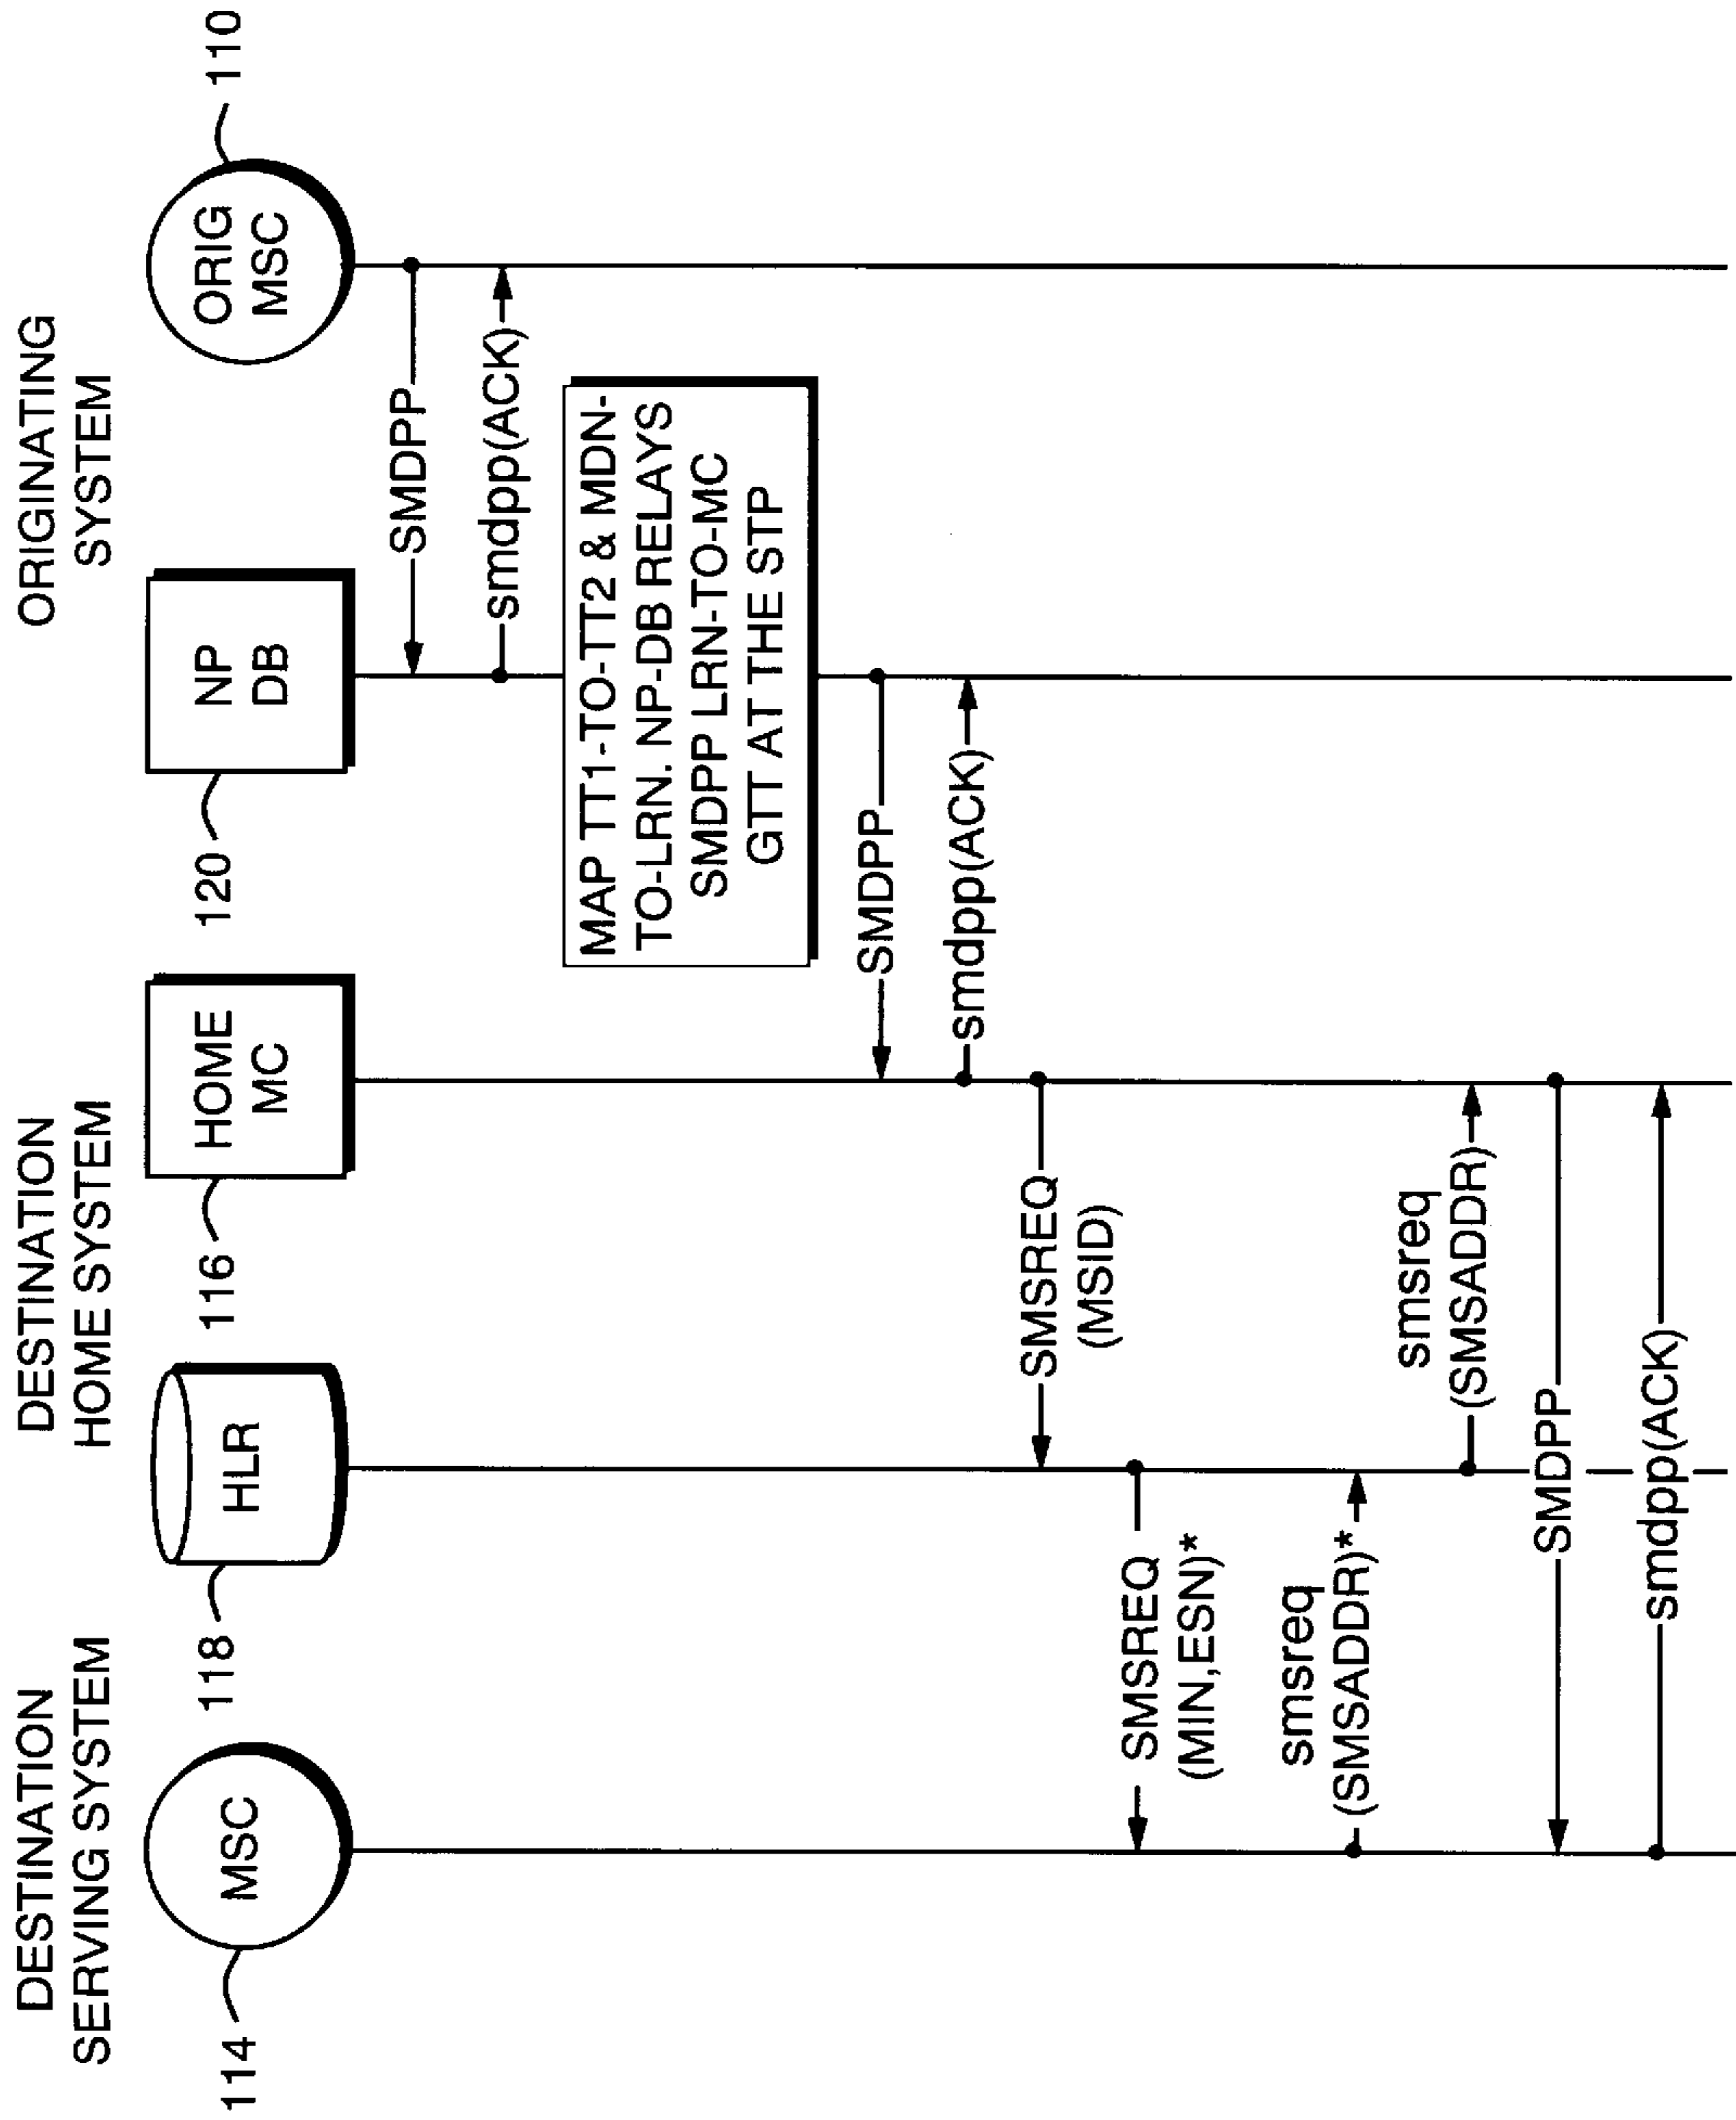 DESTINATION
SERVING SYSTEM
DESTINATION
HOME SYSTEM
ORIGINATING
SYSTEM
114
MSC
118
HLR
116
HOME
MC
120
NP
DB
ORIG
MSC
110
SMDPP
smdpp(ACK)
MAP TT1-TO-TT2 & MDN-
TO-LRN. NP-DB RELAYS
SMDPP LRN-TO-MC
GTT AT THE STP
SMDPP
smdpp(ACK)
SMSREQ
(MSID)
SMSREQ
(MIN,ESN)*
smsreq
(SMSADDR)*
smsreq
(SMSADDR)
SMDPP
smdpp(ACK)